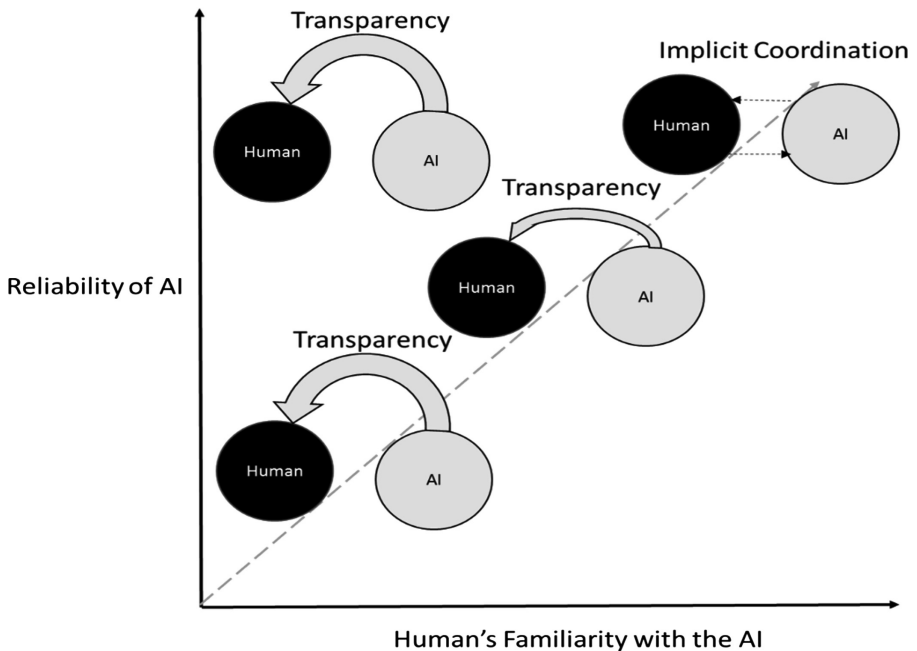 Transparency
Implicit Coordination
Human
AI
Human
AI
Transparency
Reliability of AI
Human
AI
Transparency
Human
AI
Human's Familiarity with the AI